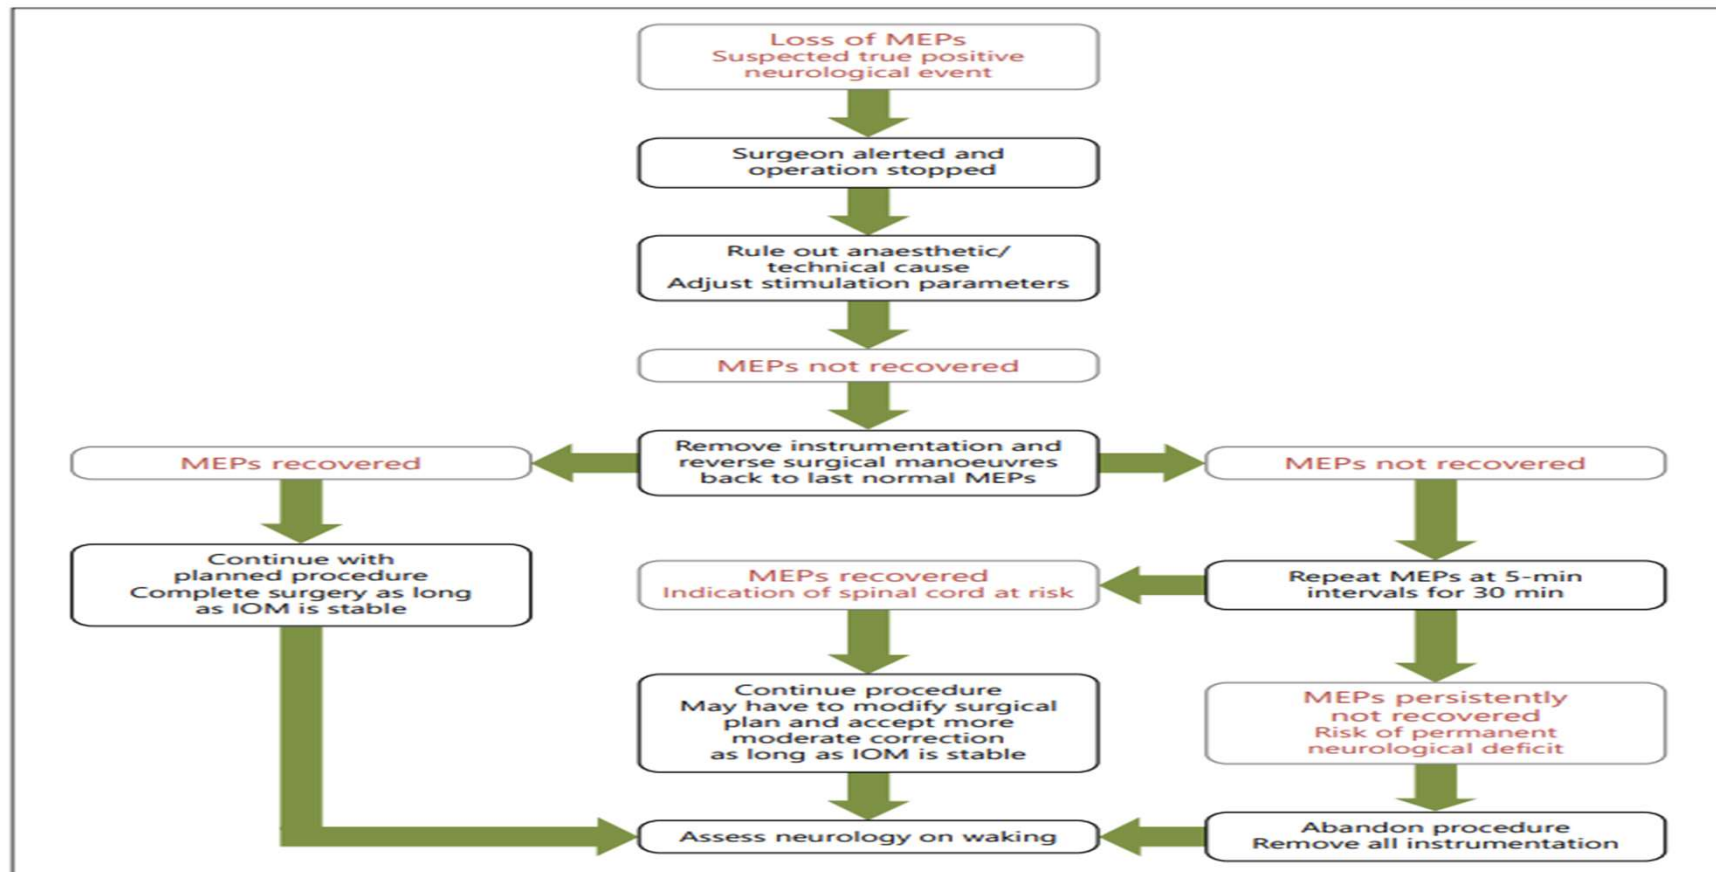 Loss of MEPs
Suspected true positive
neurological event
Surgeon alerted and
operation stopped
Rule out anaesthetic/
technical cause
Adjust stimulation parameters
MEPs not recovered
Remove instrumentation and
reverse surgical manoeuvres
back to last normal MEPs
MEPs recovered
Continue with
planned procedure
Complete surgery as long
as IOM is stable
MEPs not recovered
Repeat MEPs at 5-min
intervals for 30 min
MEPs recovered
Indication of spinal cord at risk
Continue procedure
May have to modify surgical
plan and accept more
moderate correction
as long as IOM is stable
MEPs persistently
not recovered
Risk of permanent
neurological deficit
Abandon procedure
Remove all instrumentation
Assess neurology on waking